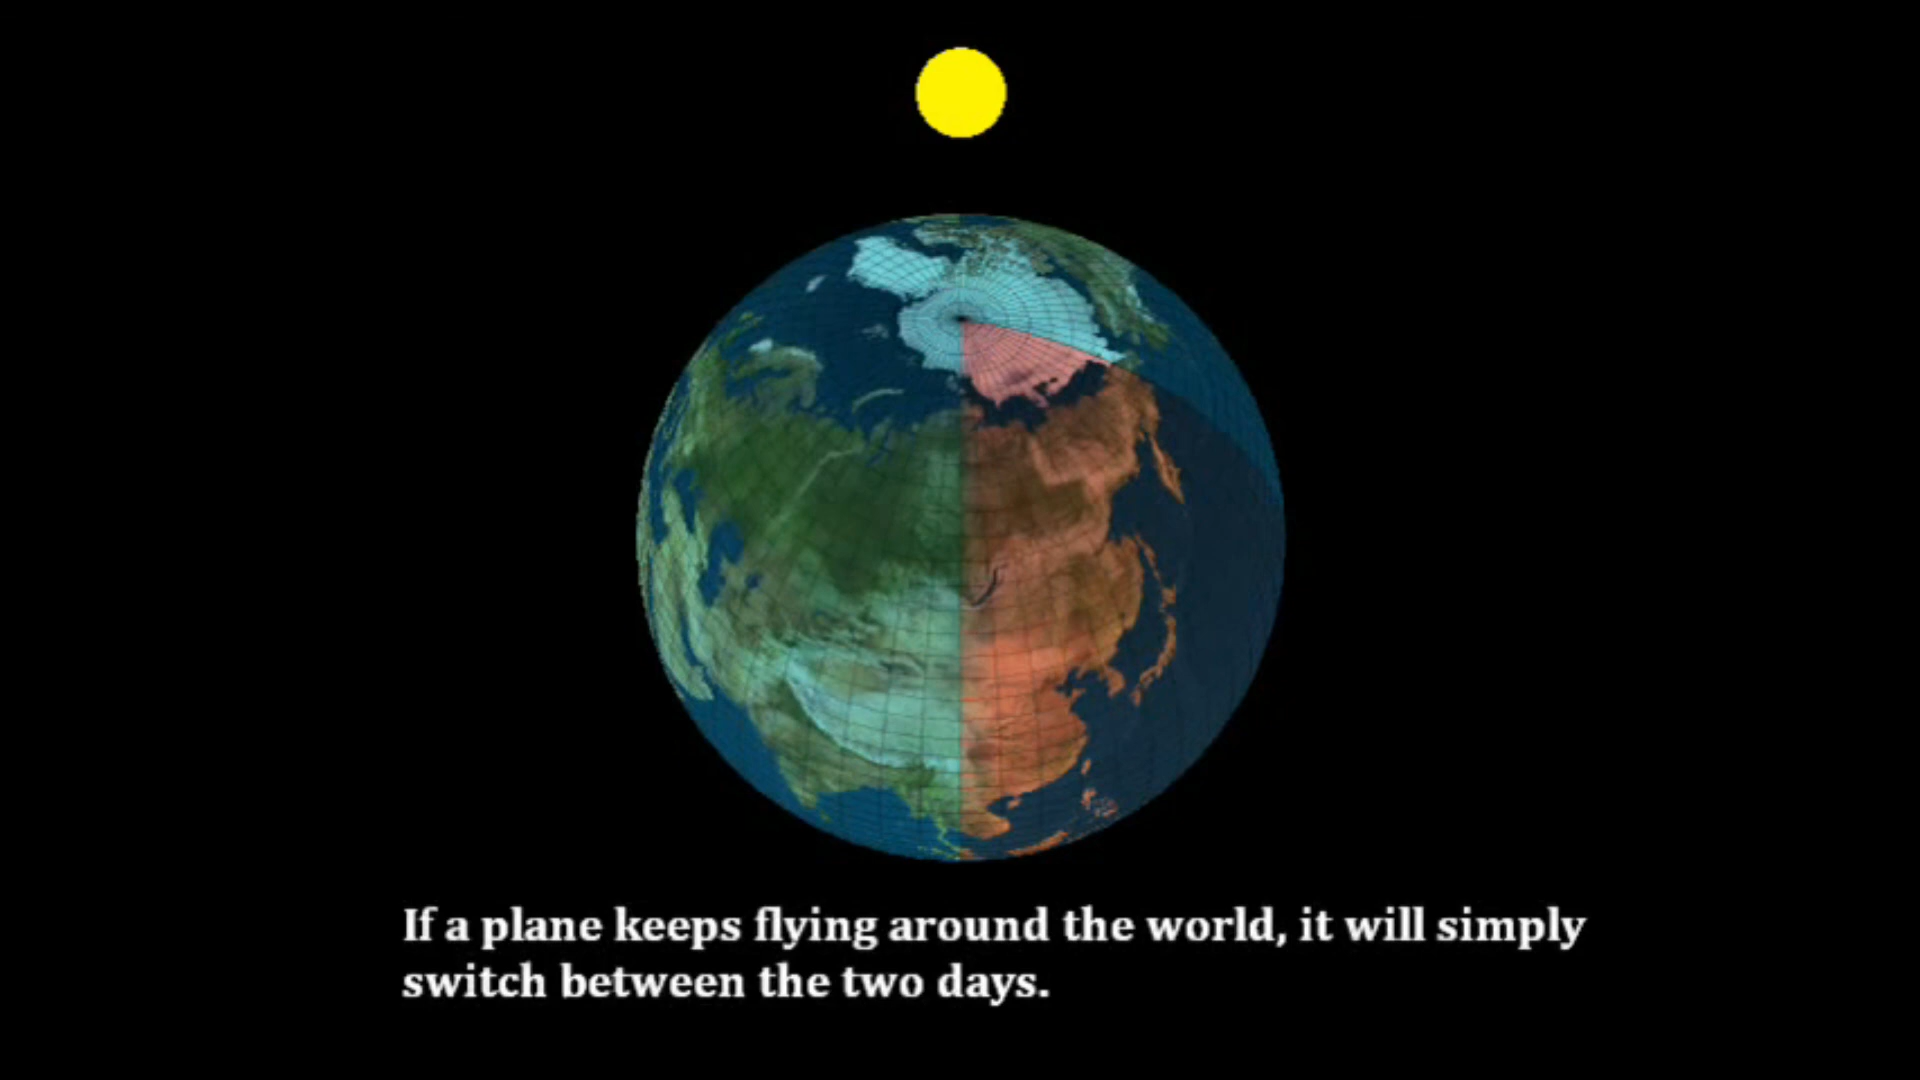 If a plane keeps flying around the world, it will simply
switch between the two days.